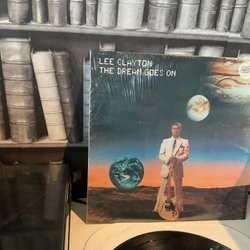 LEE CLAYTON
THE DREAM GOES ON